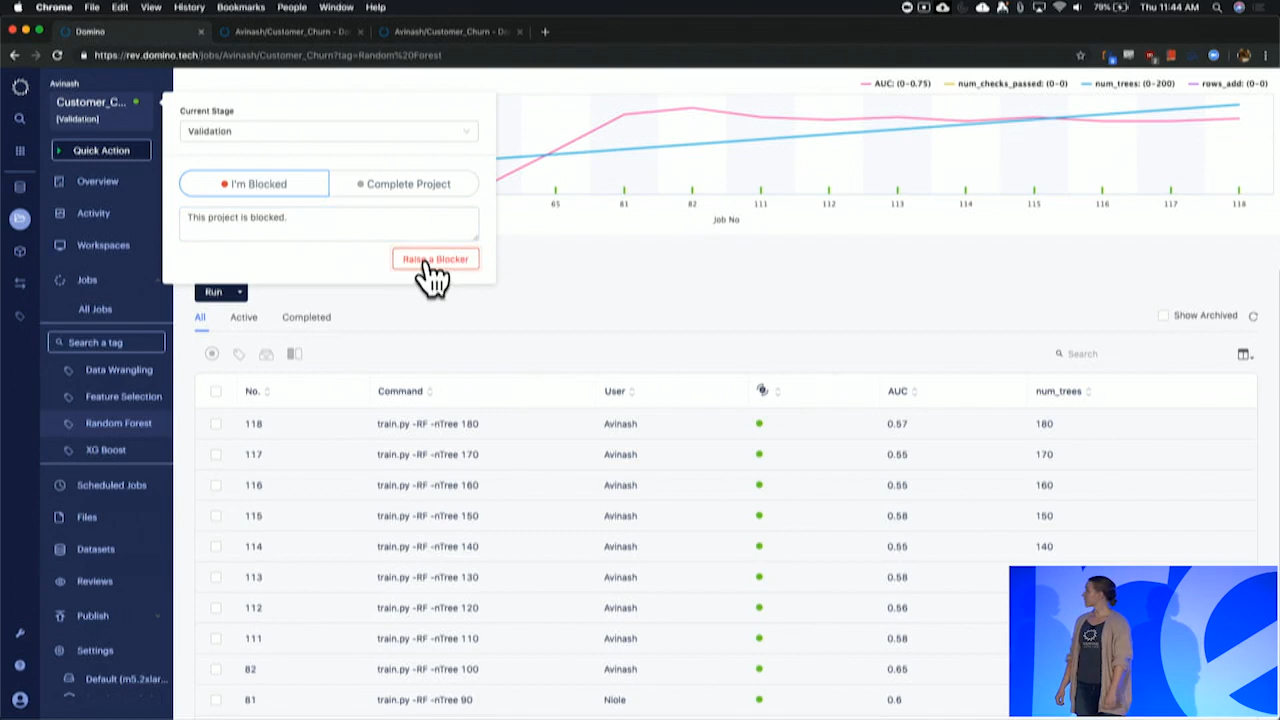 Chrome File Edit View History Bookmarks People Window Help 79% Thu 11:44 AM
Domino Avinash/Customer_Churn - Do Avinash/Customer_Churn - Do
https://rev.domino.tech/jobs/Avinash/Customer_Churn?tag=Random%20Forest
Avinash
Customer_C...
[Validation]
Quick Action
Overview
Activity
Workspaces
Jobs
All Jobs
Search a tag
Data Wrangling
Feature Selection
Random Forest
XG Boost
Scheduled Jobs
Files
Datasets
Reviews
Publish
Settings
Default (m5.2xlar...
Current Stage
Validation
I'm Blocked Complete Project
This project is blocked.
Raise a Blocker
AUC: (0-0.75) num_checks_passed: (0-0) num_trees: (0-200) rows_add: (0-0)
65 81 82 111 112 113 114 115 116 117 118
Job No
Run
All Active Completed Show Archived
Search
No. Command User AUC num_trees
118 train.py -RF -nTree 180 Avinash 0.57 180
117 train.py -RF -nTree 170 Avinash 0.55 170
116 train.py -RF -nTree 160 Avinash 0.55 160
115 train.py -RF -nTree 150 Avinash 0.58 150
114 train.py -RF -nTree 140 Avinash 0.55 140
113 train.py -RF -nTree 130 Avinash 0.58
112 train.py -RF -nTree 120 Avinash 0.56
111 train.py -RF -nTree 110 Avinash 0.58
82 train.py -RF -nTree 100 Avinash 0.65
81 train.py -RF -nTree 90 Niole 0.6